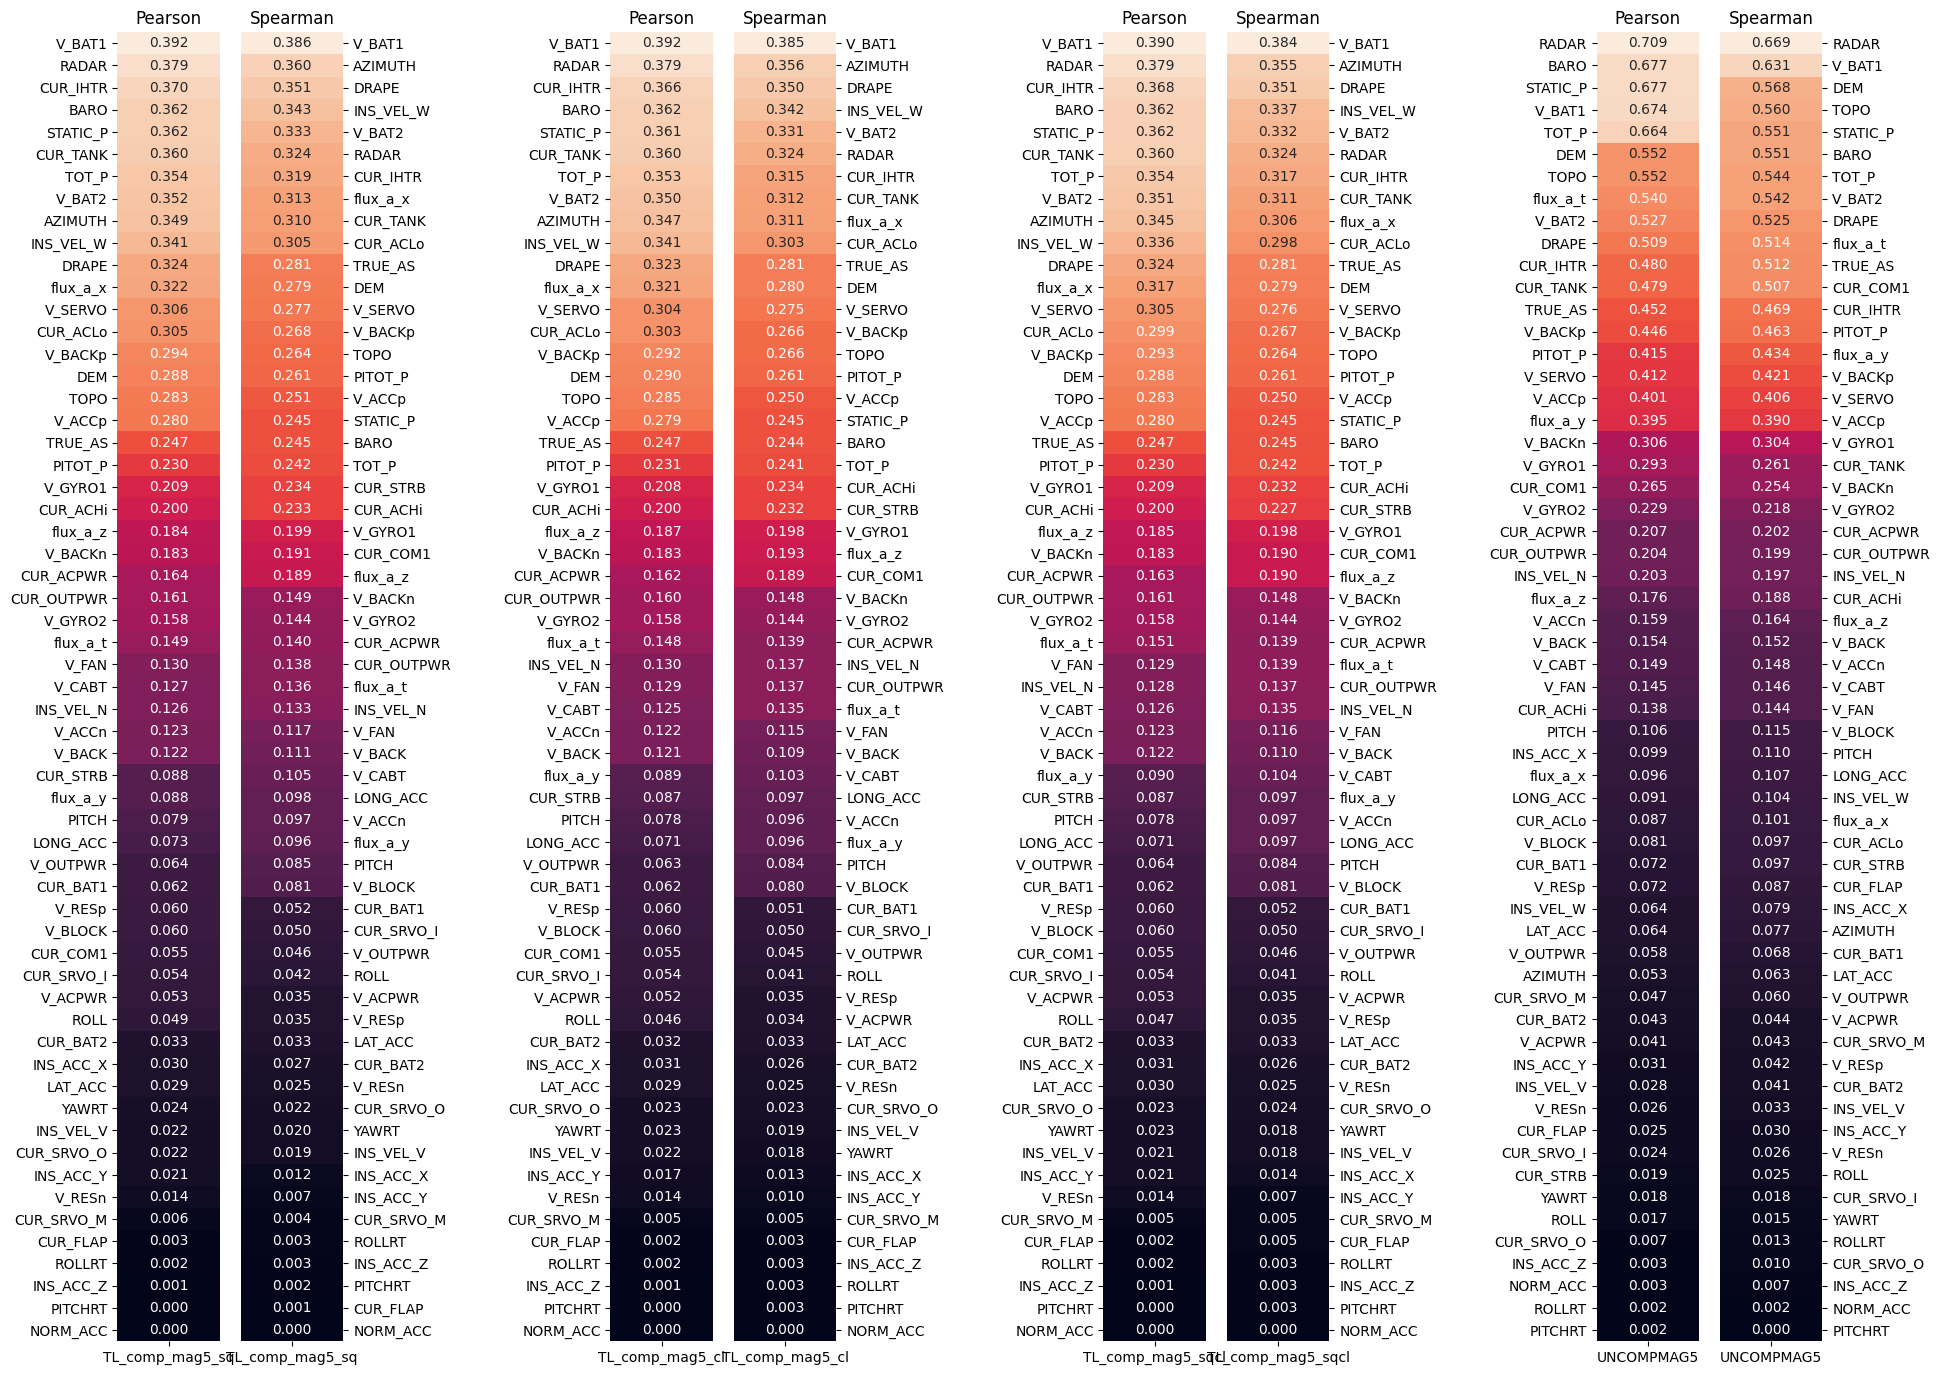 Pearson Spearman Pearson Spearman Pearson Spearman Pearson Spearman
V_BAT1 0.392 0.386 V_BAT1 V_BAT1 0.392 0.385 V_BAT1 V_BAT1 0.390 0.384 V_BAT1 RADAR 0.709 0.669 RADAR
RADAR 0.379 0.360 AZIMUTH RADAR 0.379 0.356 AZIMUTH RADAR 0.379 0.355 AZIMUTH BARO 0.677 0.631 V_BAT1
CUR_IHTR 0.370 0.351 DRAPE CUR_IHTR 0.366 0.350 DRAPE CUR_IHTR 0.368 0.351 DRAPE STATIC_P 0.677 0.568 DEM
BARO 0.362 0.343 INS_VEL_W BARO 0.362 0.342 INS_VEL_W BARO 0.362 0.337 INS_VEL_W V_BAT1 0.674 0.560 TOPO
STATIC_P 0.362 0.333 V_BAT2 STATIC_P 0.361 0.331 V_BAT2 STATIC_P 0.362 0.332 V_BAT2 TOT_P 0.664 0.551 STATIC_P
CUR_TANK 0.360 0.324 RADAR CUR_TANK 0.360 0.324 RADAR CUR_TANK 0.360 0.324 RADAR DEM 0.552 0.551 BARO
TOT_P 0.354 0.319 CUR_IHTR TOT_P 0.353 0.315 CUR_IHTR TOT_P 0.354 0.317 CUR_IHTR TOPO 0.552 0.544 TOT_P
V_BAT2 0.352 0.313 flux_a_x V_BAT2 0.350 0.312 CUR_TANK V_BAT2 0.351 0.311 CUR_TANK flux_a_t 0.540 0.542 V_BAT2
AZIMUTH 0.349 0.310 CUR_TANK AZIMUTH 0.347 0.311 flux_a_x AZIMUTH 0.345 0.306 flux_a_x V_BAT2 0.527 0.525 DRAPE
INS_VEL_W 0.341 0.305 CUR_ACLo INS_VEL_W 0.341 0.303 CUR_ACLo INS_VEL_W 0.336 0.298 CUR_ACLo DRAPE 0.509 0.514 flux_a_t
DRAPE 0.324 0.281 TRUE_AS DRAPE 0.323 0.281 TRUE_AS DRAPE 0.324 0.281 TRUE_AS CUR_IHTR 0.480 0.512 TRUE_AS
flux_a_x 0.322 0.279 DEM flux_a_x 0.321 0.280 DEM flux_a_x 0.317 0.279 DEM CUR_TANK 0.479 0.507 CUR_COM1
V_SERVO 0.306 0.277 V_SERVO V_SERVO 0.304 0.275 V_SERVO V_SERVO 0.305 0.276 V_SERVO TRUE_AS 0.452 0.469 CUR_IHTR
CUR_ACLo 0.305 0.268 V_BACKp CUR_ACLo 0.303 0.266 V_BACKp CUR_ACLo 0.299 0.267 V_BACKp V_BACKp 0.446 0.463 PITOT_P
V_BACKp 0.294 0.264 TOPO V_BACKp 0.292 0.266 TOPO V_BACKp 0.293 0.264 TOPO PITOT_P 0.415 0.434 flux_a_y
DEM 0.288 0.261 PITOT_P DEM 0.290 0.261 PITOT_P DEM 0.288 0.261 PITOT_P V_SERVO 0.412 0.421 V_BACKp
TOPO 0.283 0.251 V_ACCp TOPO 0.285 0.250 V_ACCp TOPO 0.283 0.250 V_ACCp V_ACCp 0.401 0.406 V_SERVO
V_ACCp 0.280 0.245 STATIC_P V_ACCp 0.279 0.245 STATIC_P V_ACCp 0.280 0.245 STATIC_P flux_a_y 0.395 0.390 V_ACCp
TRUE_AS 0.247 0.245 BARO TRUE_AS 0.247 0.244 BARO TRUE_AS 0.247 0.245 BARO V_BACKn 0.306 0.304 V_GYRO1
PITOT_P 0.230 0.242 TOT_P PITOT_P 0.231 0.241 TOT_P PITOT_P 0.230 0.242 TOT_P V_GYRO1 0.293 0.261 CUR_TANK
V_GYRO1 0.209 0.234 CUR_STRB V_GYRO1 0.208 0.234 CUR_ACHi V_GYRO1 0.209 0.232 CUR_ACHi CUR_COM1 0.265 0.254 V_BACKn
CUR_ACHi 0.200 0.233 CUR_ACHi CUR_ACHi 0.200 0.232 CUR_STRB CUR_ACHi 0.200 0.227 CUR_STRB V_GYRO2 0.229 0.218 V_GYRO2
flux_a_z 0.184 0.199 V_GYRO1 flux_a_z 0.187 0.198 V_GYRO1 flux_a_z 0.185 0.198 V_GYRO1 CUR_ACPWR 0.207 0.202 CUR_ACPWR
V_BACKn 0.183 0.191 CUR_COM1 V_BACKn 0.183 0.193 flux_a_z V_BACKn 0.183 0.190 CUR_COM1 CUR_OUTPWR 0.204 0.199 CUR_OUTPWR
CUR_ACPWR 0.164 0.189 flux_a_z CUR_ACPWR 0.162 0.189 CUR_COM1 CUR_ACPWR 0.163 0.190 flux_a_z INS_VEL_N 0.203 0.197 INS_VEL_N
CUR_OUTPWR 0.161 0.149 V_BACKn CUR_OUTPWR 0.160 0.148 V_BACKn CUR_OUTPWR 0.161 0.148 V_BACKn flux_a_z 0.176 0.188 CUR_ACHi
V_GYRO2 0.158 0.144 V_GYRO2 V_GYRO2 0.158 0.144 V_GYRO2 V_GYRO2 0.158 0.144 V_GYRO2 V_ACCn 0.159 0.164 flux_a_z
flux_a_t 0.149 0.140 CUR_ACPWR flux_a_t 0.148 0.139 CUR_ACPWR flux_a_t 0.151 0.139 CUR_ACPWR V_BACK 0.154 0.152 V_BACK
V_FAN 0.130 0.138 CUR_OUTPWR INS_VEL_N 0.130 0.137 INS_VEL_N V_FAN 0.129 0.139 flux_a_t V_CABT 0.149 0.148 V_ACCn
V_CABT 0.127 0.136 flux_a_t V_FAN 0.129 0.137 CUR_OUTPWR INS_VEL_N 0.128 0.137 CUR_OUTPWR V_FAN 0.145 0.146 V_CABT
INS_VEL_N 0.126 0.133 INS_VEL_N V_CABT 0.125 0.135 flux_a_t V_CABT 0.126 0.135 INS_VEL_N CUR_ACHi 0.138 0.144 V_FAN
V_ACCn 0.123 0.117 V_FAN V_ACCn 0.122 0.115 V_FAN V_ACCn 0.123 0.116 V_FAN PITCH 0.106 0.115 V_BLOCK
V_BACK 0.122 0.111 V_BACK V_BACK 0.121 0.109 V_BACK V_BACK 0.122 0.110 V_BACK INS_ACC_X 0.099 0.110 PITCH
CUR_STRB 0.088 0.105 V_CABT flux_a_y 0.089 0.103 V_CABT flux_a_y 0.090 0.104 V_CABT flux_a_x 0.096 0.107 LONG_ACC
flux_a_y 0.088 0.098 LONG_ACC CUR_STRB 0.087 0.097 LONG_ACC CUR_STRB 0.087 0.097 flux_a_y LONG_ACC 0.091 0.104 INS_VEL_W
PITCH 0.079 0.097 V_ACCn PITCH 0.078 0.096 V_ACCn PITCH 0.078 0.097 V_ACCn CUR_ACLo 0.087 0.101 flux_a_x
LONG_ACC 0.073 0.096 flux_a_y LONG_ACC 0.071 0.096 flux_a_y LONG_ACC 0.071 0.097 LONG_ACC V_BLOCK 0.081 0.097 CUR_ACLo
V_OUTPWR 0.064 0.085 PITCH V_OUTPWR 0.063 0.084 PITCH V_OUTPWR 0.064 0.084 PITCH CUR_BAT1 0.072 0.097 CUR_STRB
CUR_BAT1 0.062 0.081 V_BLOCK CUR_BAT1 0.062 0.080 V_BLOCK CUR_BAT1 0.062 0.081 V_BLOCK V_RESp 0.072 0.087 CUR_FLAP
V_RESp 0.060 0.052 CUR_BAT1 V_RESp 0.060 0.051 CUR_BAT1 V_RESp 0.060 0.052 CUR_BAT1 INS_VEL_W 0.064 0.079 INS_ACC_X
V_BLOCK 0.060 0.050 CUR_SRVO_I V_BLOCK 0.060 0.050 CUR_SRVO_I V_BLOCK 0.060 0.050 CUR_SRVO_I LAT_ACC 0.064 0.077 AZIMUTH
CUR_COM1 0.055 0.046 V_OUTPWR CUR_COM1 0.055 0.045 V_OUTPWR CUR_COM1 0.055 0.046 V_OUTPWR V_OUTPWR 0.058 0.068 CUR_BAT1
CUR_SRVO_I 0.054 0.042 ROLL CUR_SRVO_I 0.054 0.041 ROLL CUR_SRVO_I 0.054 0.041 ROLL AZIMUTH 0.053 0.063 LAT_ACC
V_ACPWR 0.053 0.035 V_ACPWR V_ACPWR 0.052 0.035 V_RESp V_ACPWR 0.053 0.035 V_ACPWR CUR_SRVO_M 0.047 0.060 V_OUTPWR
ROLL 0.049 0.035 V_RESp ROLL 0.046 0.034 V_ACPWR ROLL 0.047 0.035 V_RESp CUR_BAT2 0.043 0.044 V_ACPWR
CUR_BAT2 0.033 0.033 LAT_ACC CUR_BAT2 0.032 0.033 LAT_ACC CUR_BAT2 0.033 0.033 LAT_ACC V_ACPWR 0.041 0.043 CUR_SRVO_M
INS_ACC_X 0.030 0.027 CUR_BAT2 INS_ACC_X 0.031 0.026 CUR_BAT2 INS_ACC_X 0.031 0.026 CUR_BAT2 INS_ACC_Y 0.031 0.042 V_RESp
LAT_ACC 0.029 0.025 V_RESn LAT_ACC 0.029 0.025 V_RESn LAT_ACC 0.030 0.025 V_RESn INS_VEL_V 0.028 0.041 CUR_BAT2
YAWRT 0.024 0.022 CUR_SRVO_O CUR_SRVO_O 0.023 0.023 CUR_SRVO_O CUR_SRVO_O 0.023 0.024 CUR_SRVO_O V_RESn 0.026 0.033 INS_VEL_V
INS_VEL_V 0.022 0.020 YAWRT YAWRT 0.023 0.019 INS_VEL_V YAWRT 0.023 0.018 YAWRT CUR_FLAP 0.025 0.030 INS_ACC_Y
CUR_SRVO_O 0.022 0.019 INS_VEL_V INS_VEL_V 0.022 0.018 YAWRT INS_VEL_V 0.021 0.018 INS_VEL_V CUR_SRVO_I 0.024 0.026 V_RESn
INS_ACC_Y 0.021 0.012 INS_ACC_X INS_ACC_Y 0.017 0.013 INS_ACC_X INS_ACC_Y 0.021 0.014 INS_ACC_X CUR_STRB 0.019 0.025 ROLL
V_RESn 0.014 0.007 INS_ACC_Y V_RESn 0.014 0.010 INS_ACC_Y V_RESn 0.014 0.007 INS_ACC_Y YAWRT 0.018 0.018 CUR_SRVO_I
CUR_SRVO_M 0.006 0.004 CUR_SRVO_M CUR_SRVO_M 0.005 0.005 CUR_SRVO_M CUR_SRVO_M 0.005 0.005 CUR_SRVO_M ROLL 0.017 0.015 YAWRT
CUR_FLAP 0.003 0.003 ROLLRT CUR_FLAP 0.002 0.003 CUR_FLAP CUR_FLAP 0.002 0.005 CUR_FLAP CUR_SRVO_O 0.007 0.013 ROLLRT
ROLLRT 0.002 0.003 INS_ACC_Z ROLLRT 0.002 0.003 INS_ACC_Z ROLLRT 0.002 0.003 ROLLRT INS_ACC_Z 0.003 0.010 CUR_SRVO_O
INS_ACC_Z 0.001 0.002 PITCHRT INS_ACC_Z 0.001 0.003 ROLLRT INS_ACC_Z 0.001 0.003 INS_ACC_Z NORM_ACC 0.003 0.007 INS_ACC_Z
PITCHRT 0.000 0.001 CUR_FLAP PITCHRT 0.000 0.003 PITCHRT PITCHRT 0.000 0.003 PITCHRT ROLLRT 0.002 0.002 NORM_ACC
NORM_ACC 0.000 0.000 NORM_ACC NORM_ACC 0.000 0.000 NORM_ACC NORM_ACC 0.000 0.000 NORM_ACC PITCHRT 0.002 0.000 PITCHRT
TL_comp_mag5_sq TL_comp_mag5_sq TL_comp_mag5_cl TL_comp_mag5_cl TL_comp_mag5_sqcl TL_comp_mag5_sqcl UNCOMPMAG5 UNCOMPMAG5